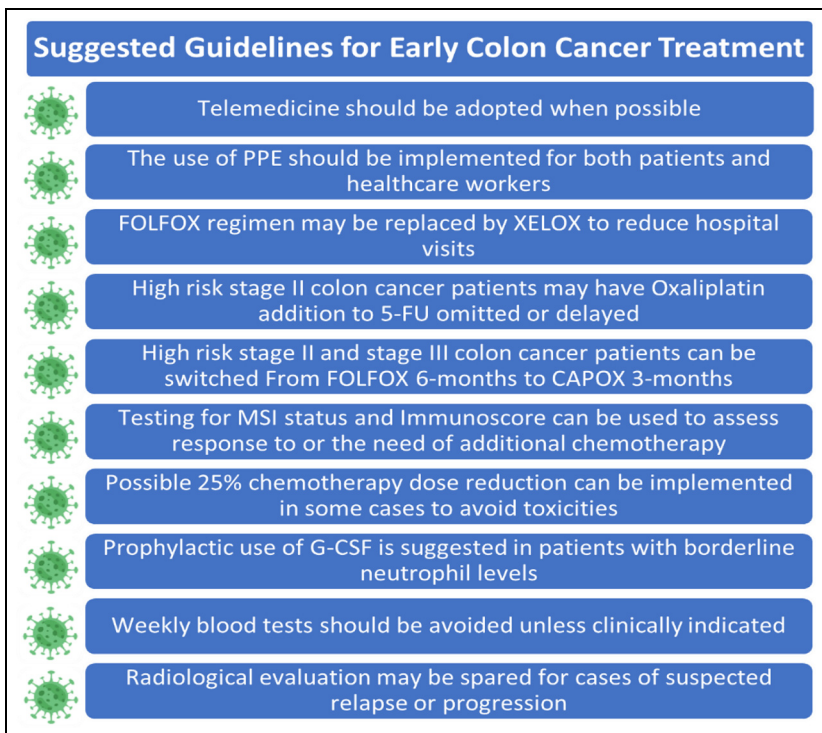 Suggested Guidelines for Early Colon Cancer Treatment
Telemedicine should be adopted when possible
The use of PPE should be implemented for both patients and
healthcare workers
FOLFOX regimen may be replaced by XELOX to reduce hospital
visits
High risk stage II colon cancer patients may have Oxaliplatin
addition to 5-FU omitted or delayed
High risk stage II and stage III colon cancer patients can be
switched From FOLFOX 6-months to CAPOX 3-months
Testing for MSI status and Immunoscore can be used to assess
response to or the need of additional chemotherapy
Possible 25% chemotherapy dose reduction can be implemented
in some cases to avoid toxicities
Prophylactic use of G-CSF is suggested in patients with borderline
neutrophil levels
Weekly blood tests should be avoided unless clinically indicated
Radiological evaluation may be spared for cases of suspected
relapse or progression